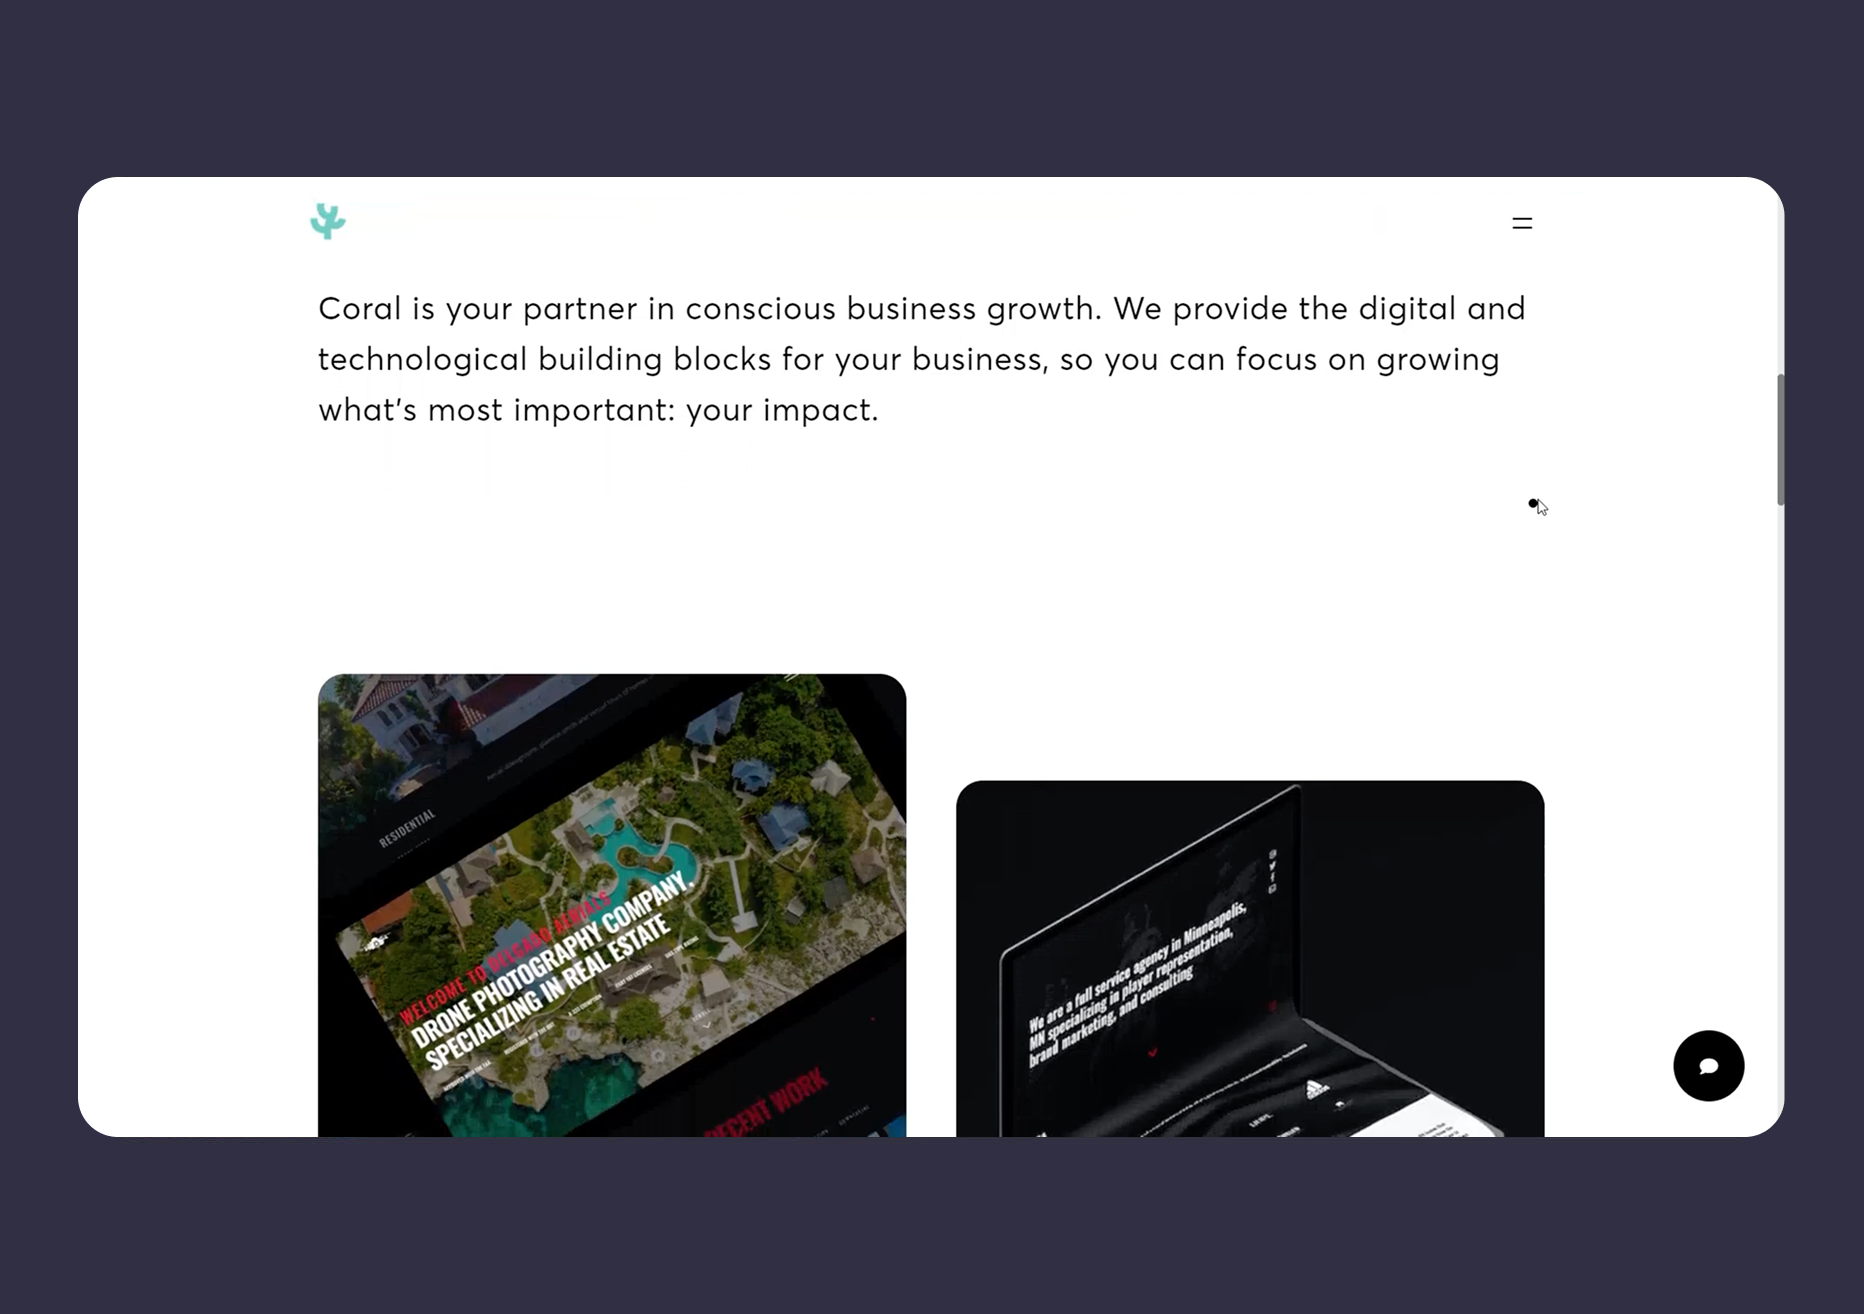 Coral is your partner in conscious business growth. We provide the digital and
technological building blocks for your business, so you can focus on growing
what's most important: your impact.
RESIDENTIAL
WELCOME TO DELGADO AERIALS
DRONE PHOTOGRAPHY COMPANY,
SPECIALIZING IN REAL ESTATE
RECENT WORK
We are a full service agency in Minneapolis,
MN specializing in player representation,
brand marketing, and consulting